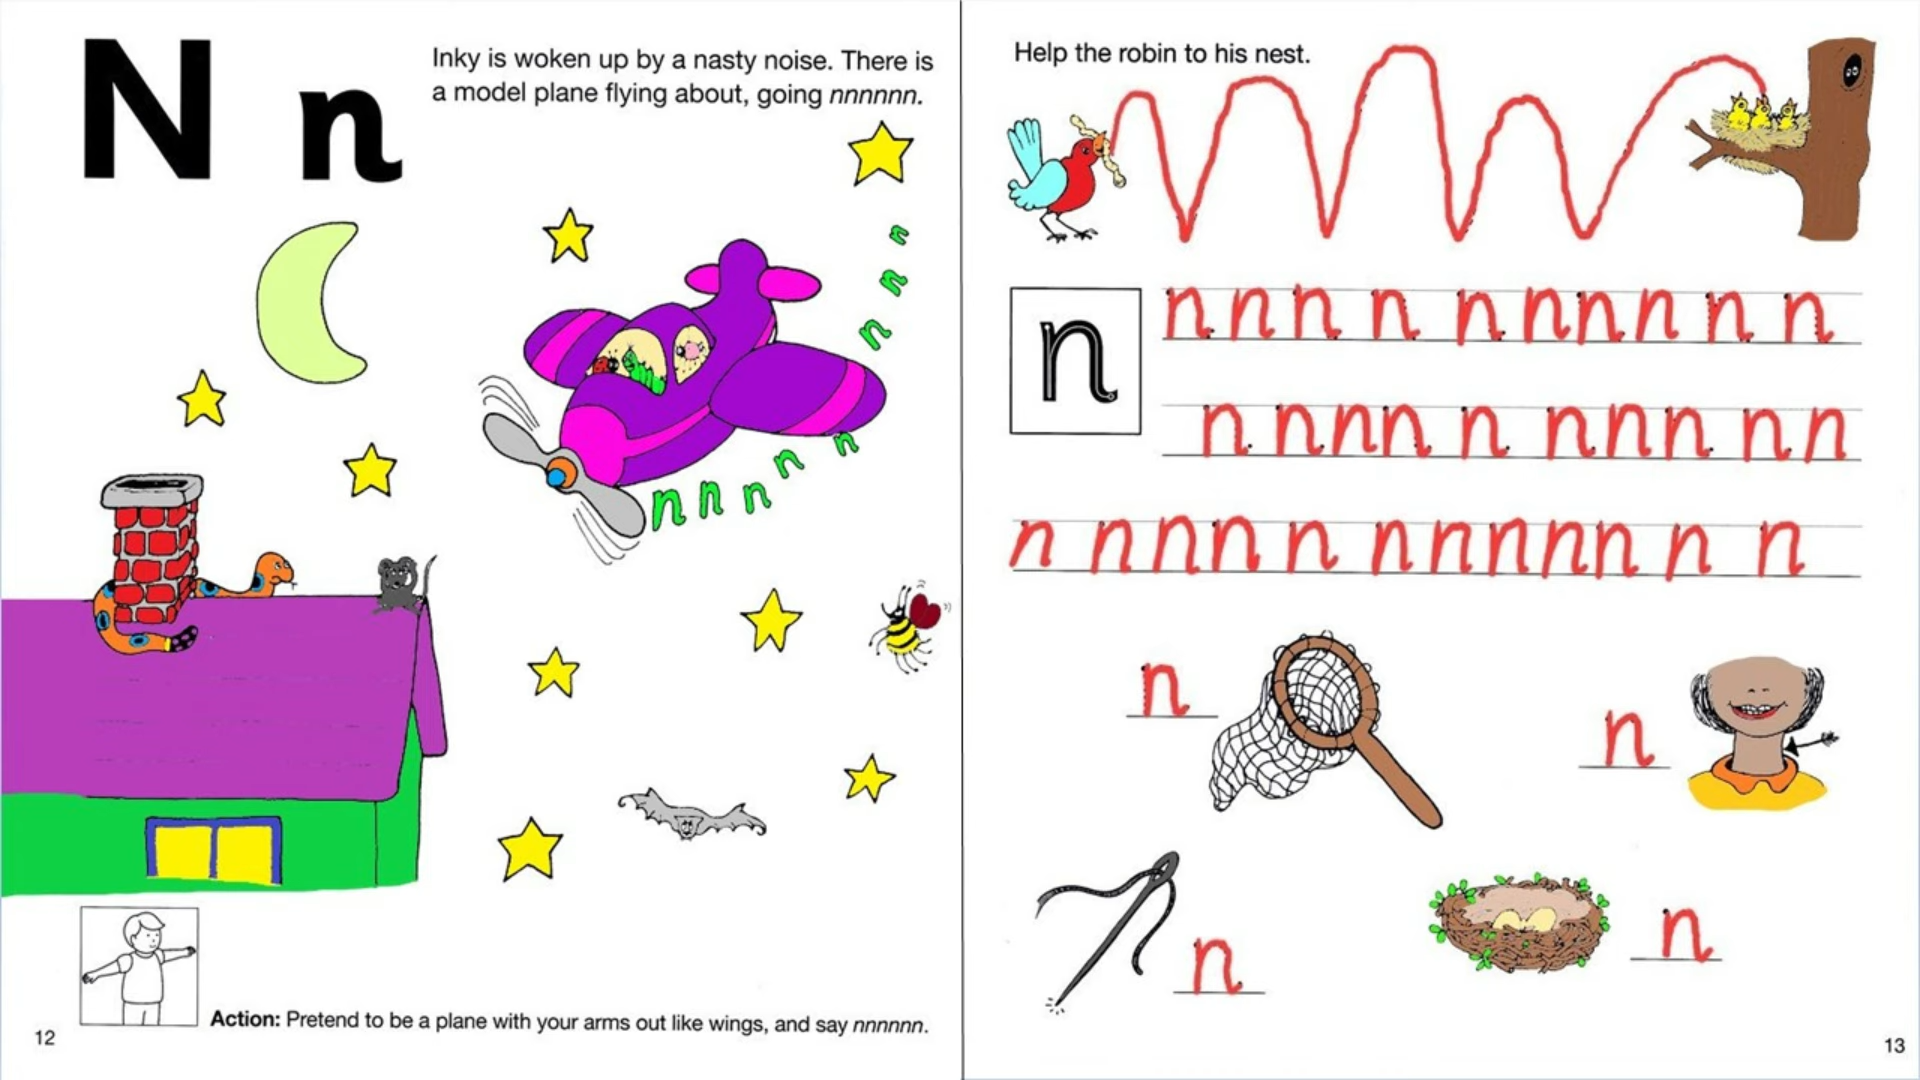 N n
Inky is woken up by a nasty noise. There is
a model plane flying about, going nnnnnn.
n
n
n
n
n
n
n
n
Action: Pretend to be a plane with your arms out like wings, and say nnnnnn.
12
Help the robin to his nest.
n
n n n n n n n n n n
n n n n n n n n n n
n n n n n n n n n n n n
n
n
n
n
13